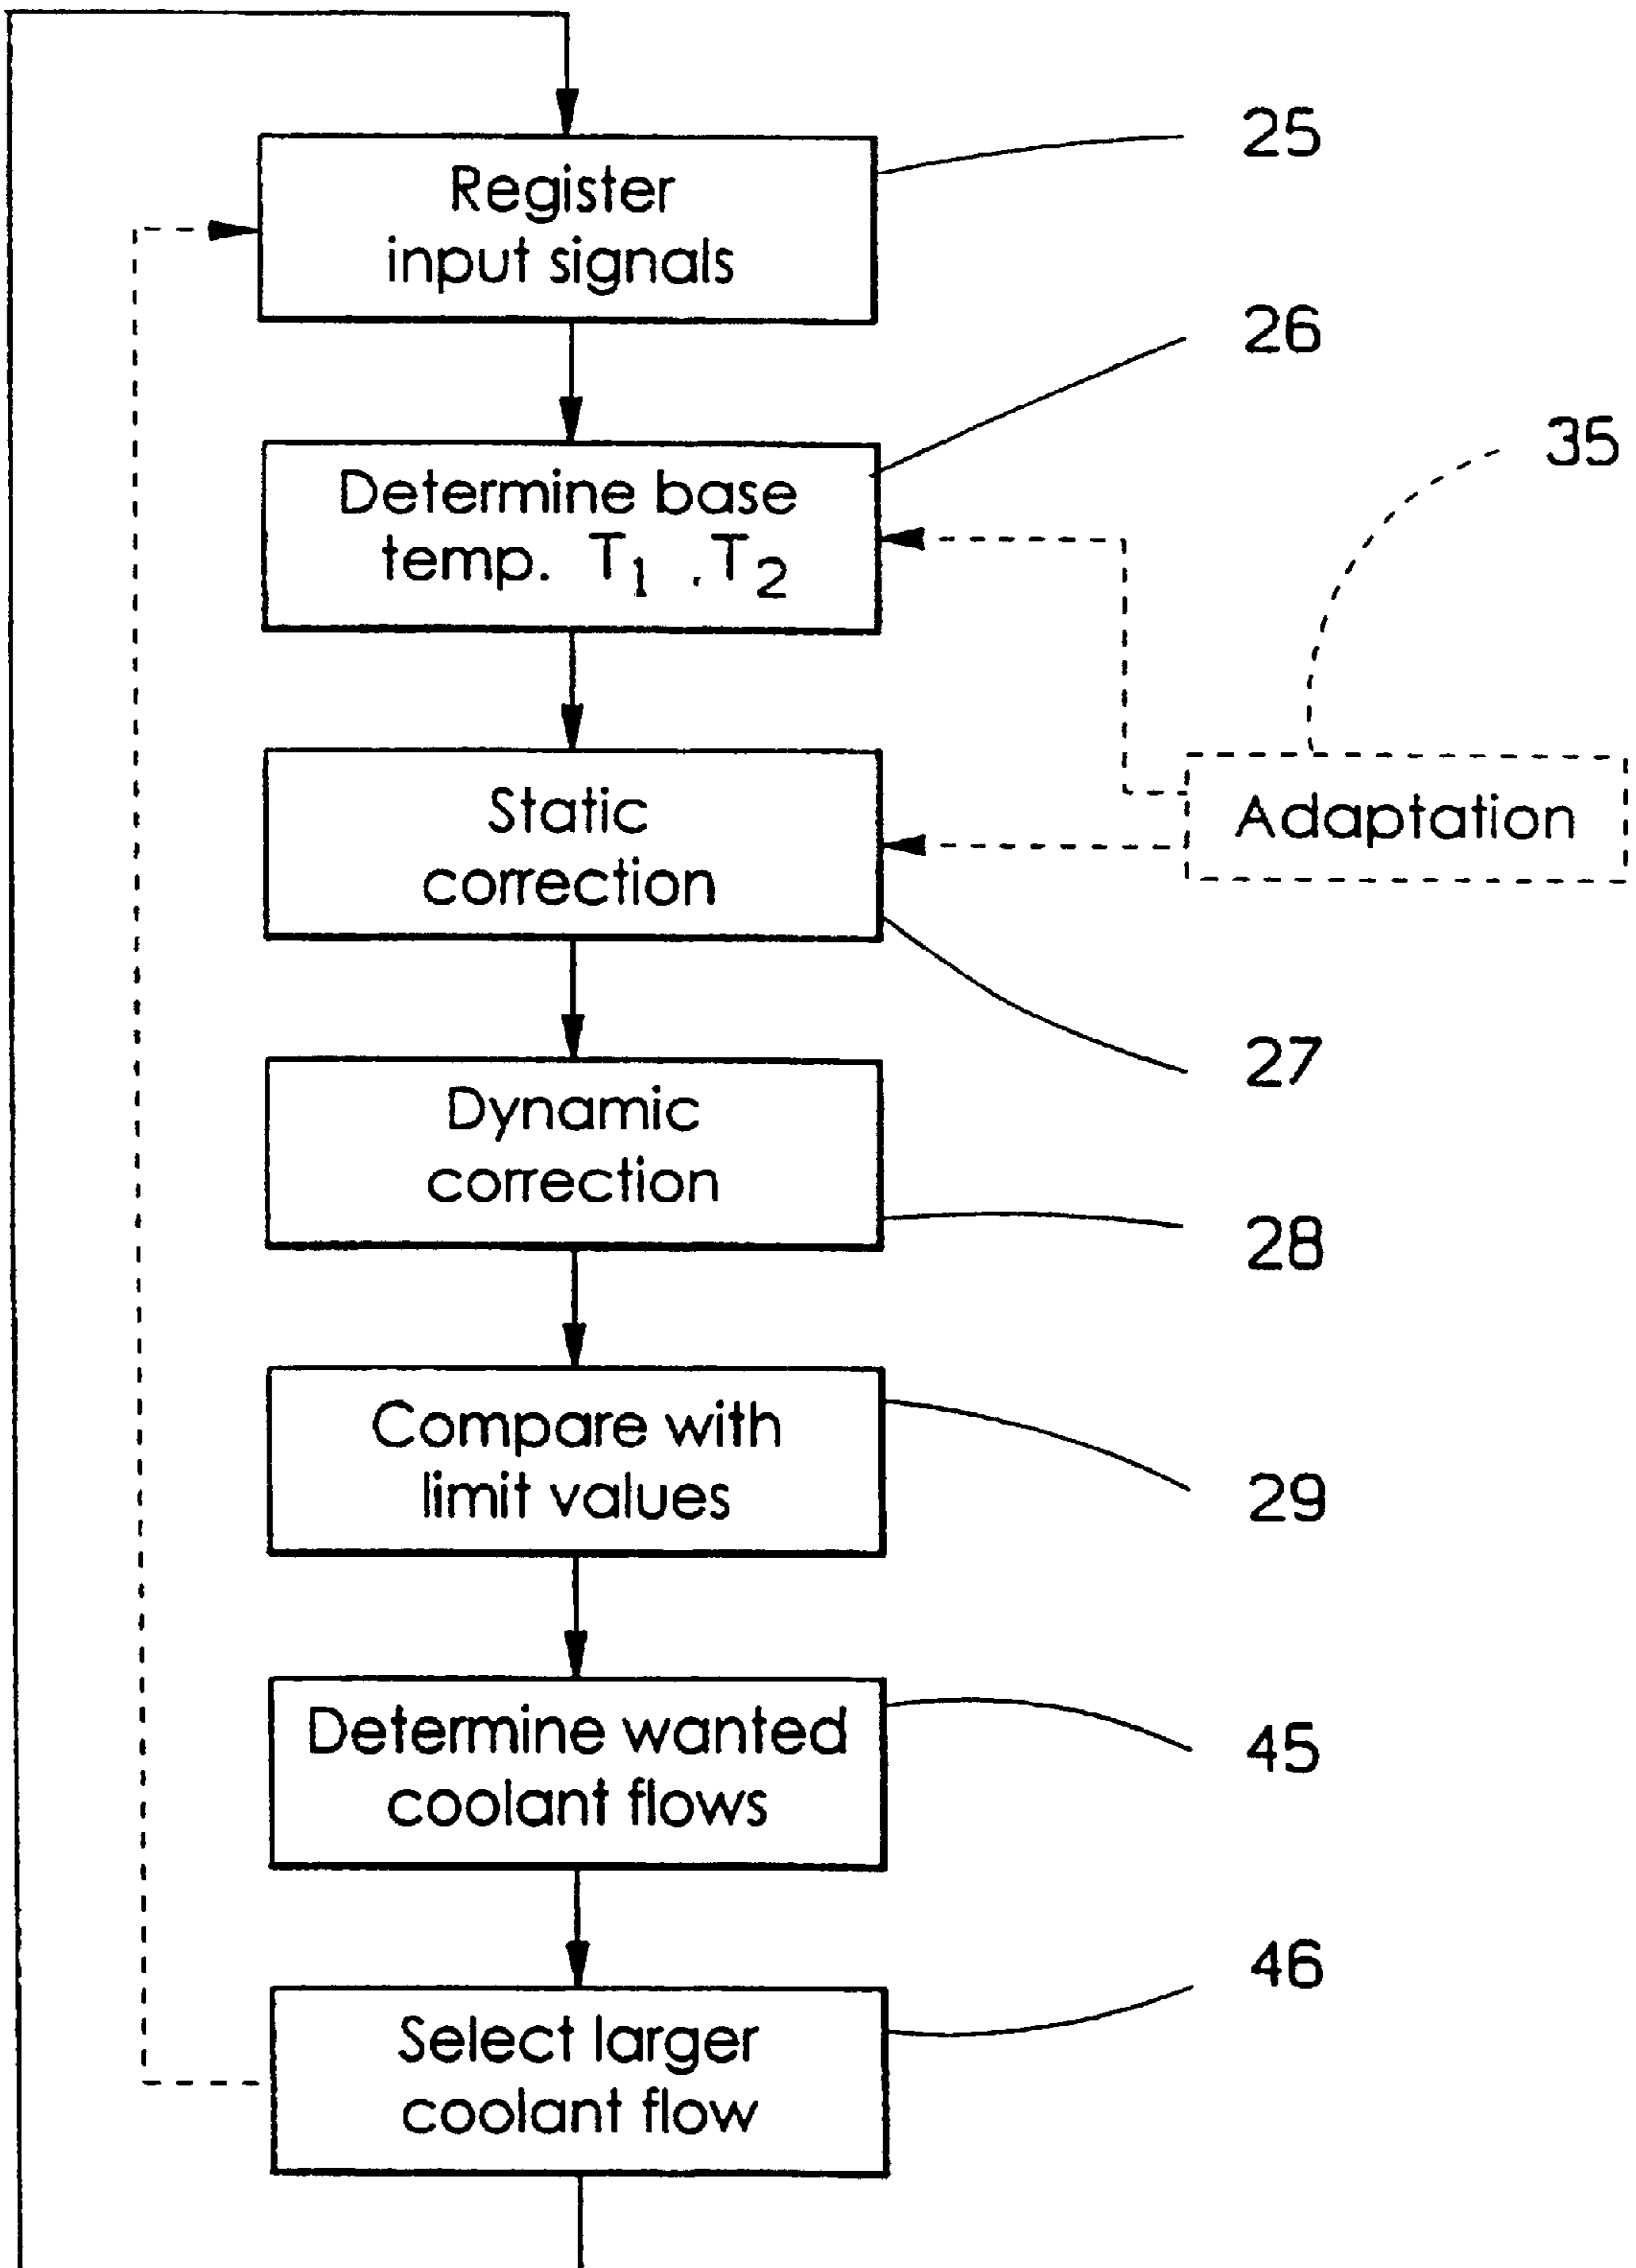 25
Register
input signals
26
35
Determine base
temp. T1 , T2
Static
correction
Adaptation
27
Dynamic
correction
28
Compare with
limit values
29
Determine wanted
coolant flows
45
46
Select larger
coolant flow